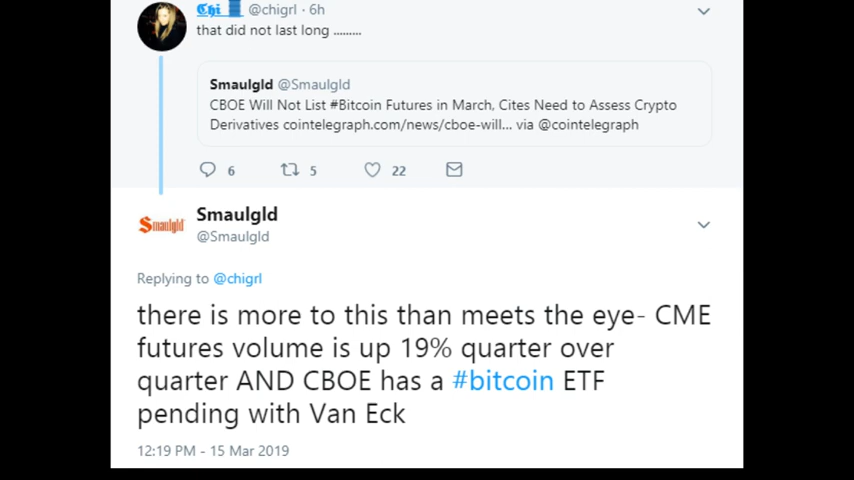 Chi @chigrl · 6h
that did not last long .........
Smaulgld @Smaulgld
CBOE Will Not List #Bitcoin Futures in March, Cites Need to Assess Crypto
Derivatives cointelegraph.com/news/cboe-will... via @cointelegraph
6 5 22
Smaulgld
Smaulgld
@Smaulgld
Replying to @chigrl
there is more to this than meets the eye- CME
futures volume is up 19% quarter over
quarter AND CBOE has a #bitcoin ETF
pending with Van Eck
12:19 PM - 15 Mar 2019